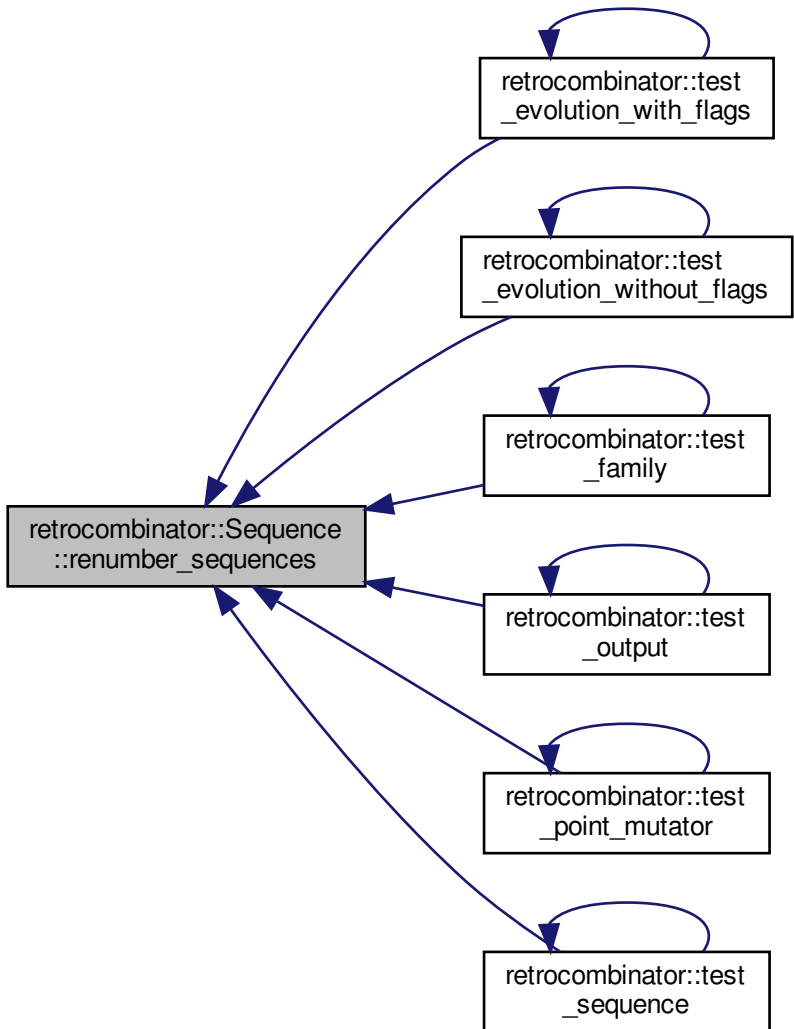 retrocombinator::test
_evolution_with_flags
retrocombinator::test
_evolution_without_flags
retrocombinator::test
_family
retrocombinator::Sequence
::renumber_sequences
retrocombinator::test
_output
retrocombinator::test
_point_mutator
retrocombinator::test
_sequence